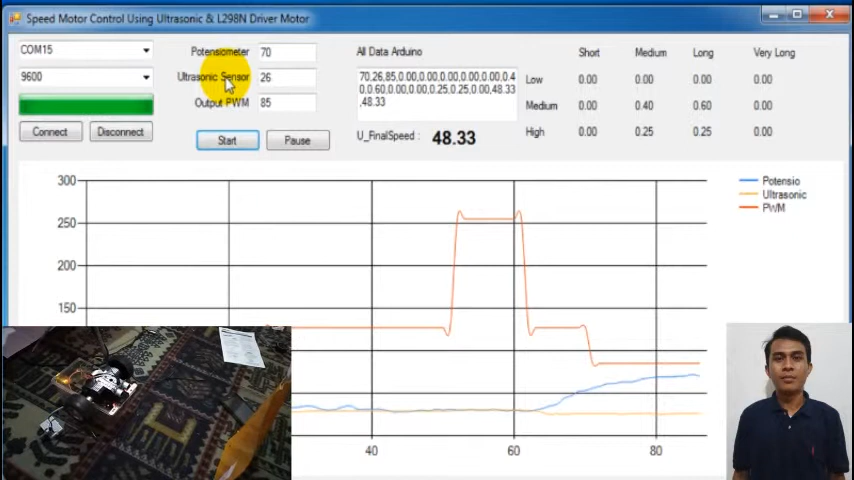 Speed Motor Control Using Ultrasonic & L298N Driver Motor
COM15
9600
Connect
Disconnect
Potensiometer 70
Ultrasonic Sensor 26
Output PWM 85
Start
Pause
All Data Arduino
70,26,85,0.00,0.00,0.00,0.00,0.00,0.4
0,0.60,0.00,0.00,0.25,0.25,0.00,48.33
,48.33
U_FinalSpeed : 48.33
Short Medium Long Very Long
Low 0.00 0.00 0.00 0.00
Medium 0.00 0.40 0.60 0.00
High 0.00 0.25 0.25 0.00
300
250
200
150
40
60
80
Potensio
Ultrasonic
PWM